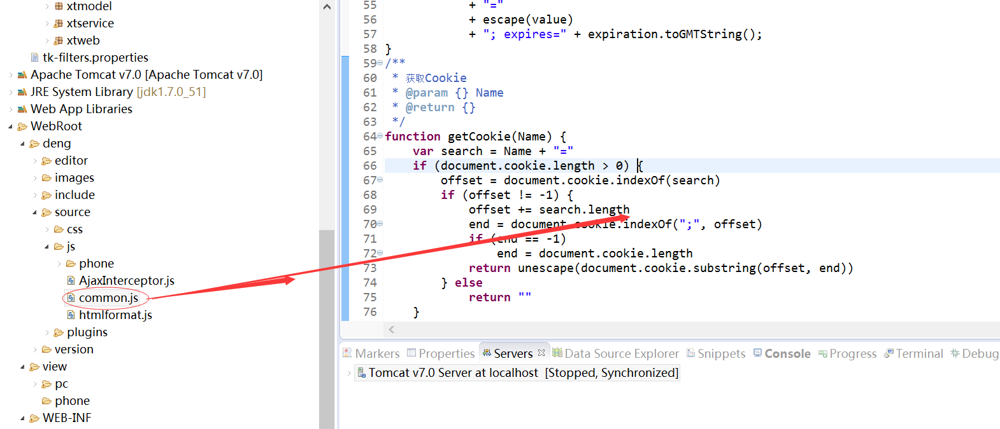 xtmodel
xtservice
xtweb
tk-filters.properties
Apache Tomcat v7.0 [Apache Tomcat v7.0]
JRE System Library [jdk1.7.0_51]
Web App Libraries
WebRoot
deng
editor
images
include
source
css
js
phone
AjaxInterceptor.js
common.js
htmlformat.js
plugins
version
view
pc
phone
WEB-INF
55 + "="
56 + escape(value)
57 + "; expires=" + expiration.toGMTString();
58 }
59 /**
60 * 获取Cookie
61 * @param {} Name
62 * @return {}
63 */
64 function getCookie(Name) {
65 var search = Name + "="
66 if (document.cookie.length > 0) {
67 offset = document.cookie.indexOf(search)
68 if (offset != -1) {
69 offset += search.length
70 end = document.cookie.indexOf(";", offset)
71 if (end == -1)
72 end = document.cookie.length
73 return unescape(document.cookie.substring(offset, end))
74 } else
75 return ""
76 }
Markers Properties Servers Data Source Explorer Snippets Console Progress Terminal Debug
Tomcat v7.0 Server at localhost [Stopped, Synchronized]